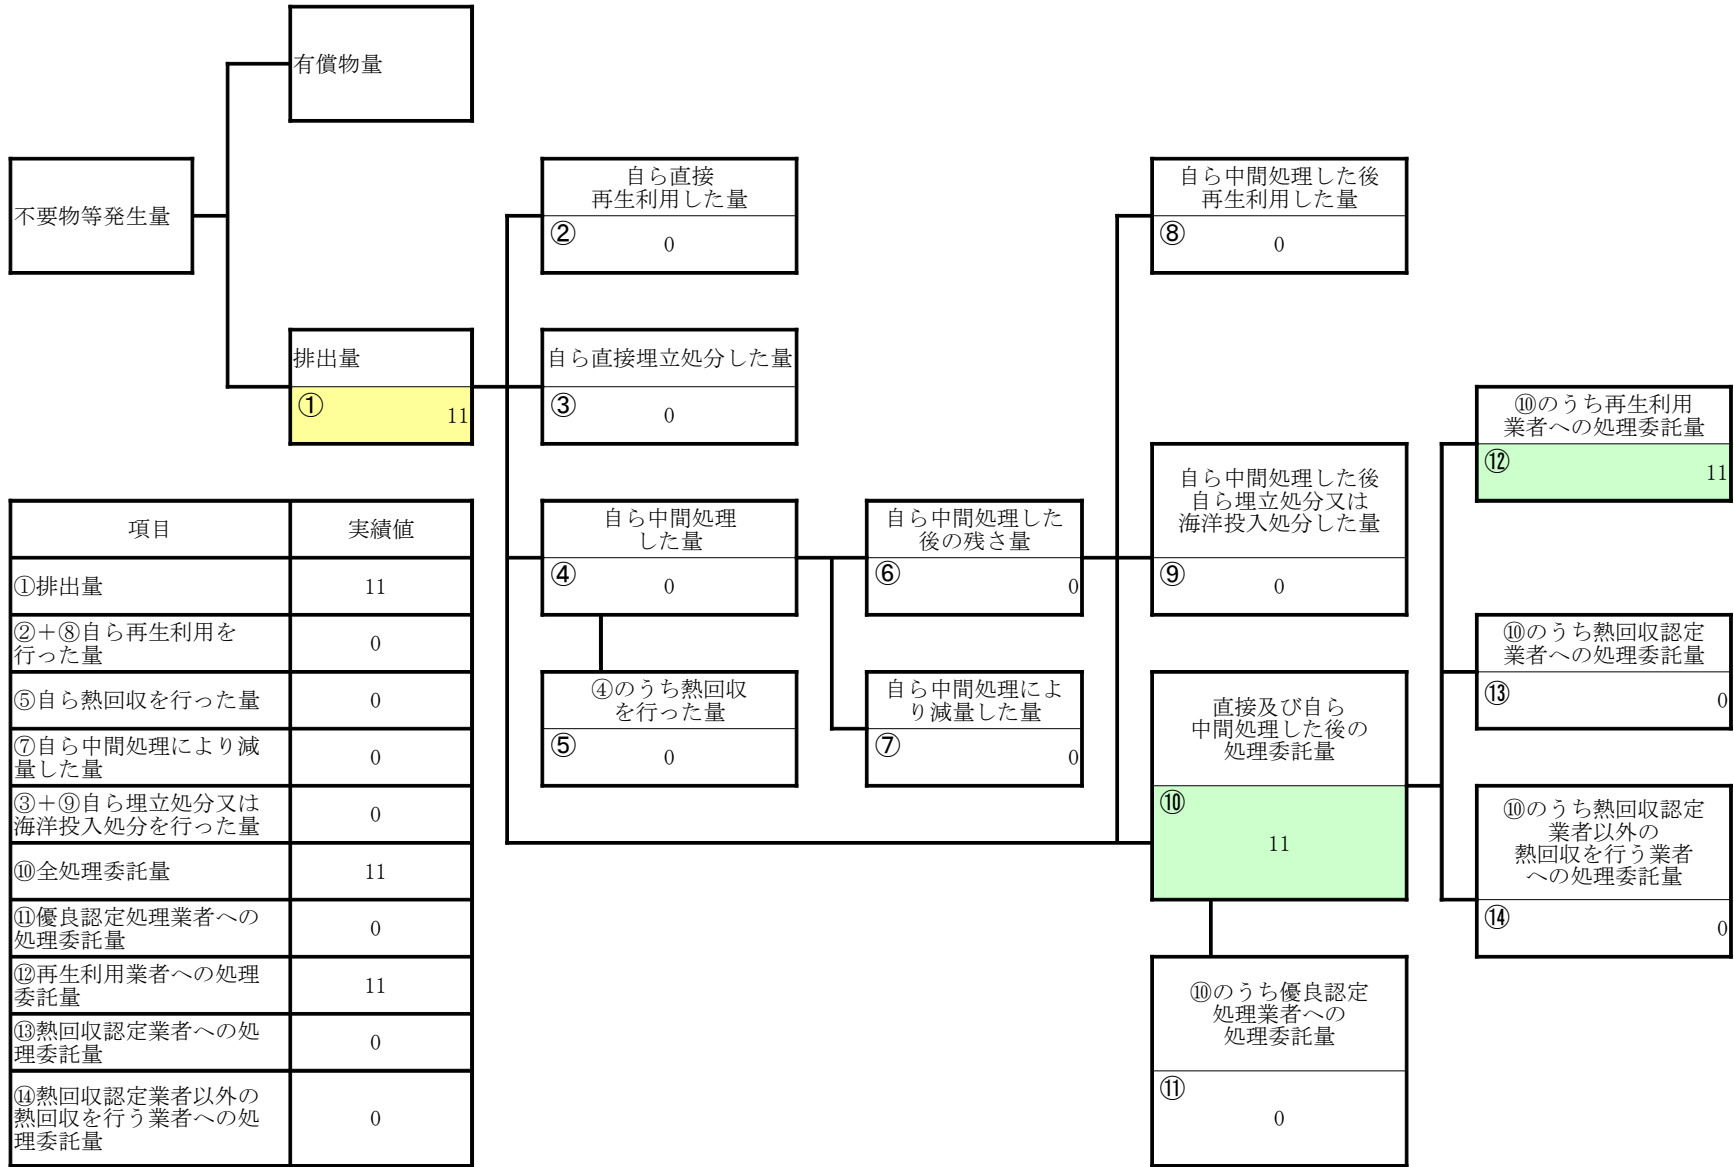 有償物量
不要物等発生量
排出量
①
11
自ら直接
再生利用した量
②
0
自ら直接埋立処分した量
③
0
自ら中間処理
した量
④
0
④のうち熱回収
を行った量
⑤
0
自ら中間処理した
後の残さ量
⑥
0
自ら中間処理によ
り減量した量
⑦
0
自ら中間処理した後
再生利用した量
⑧
0
自ら中間処理した後
自ら埋立処分又は
海洋投入処分した量
⑨
0
直接及び自ら
中間処理した後の
処理委託量
⑩
11
⑩のうち優良認定
処理業者への
処理委託量
⑪
0
⑩のうち再生利用
業者への処理委託量
⑫
11
⑩のうち熱回収認定
業者への処理委託量
⑬
0
⑩のうち熱回収認定
業者以外の
熱回収を行う業者
への処理委託量
⑭
0
項目 実績値
①排出量 11
②＋⑧自ら再生利用を
行った量 0
⑤自ら熱回収を行った量 0
⑦自ら中間処理により減
量した量 0
③＋⑨自ら埋立処分又は
海洋投入処分を行った量 0
⑩全処理委託量 11
⑪優良認定処理業者への
処理委託量 0
⑫再生利用業者への処理
委託量 11
⑬熱回収認定業者への処
理委託量 0
⑭熱回収認定業者以外の
熱回収を行う業者への処
理委託量 0